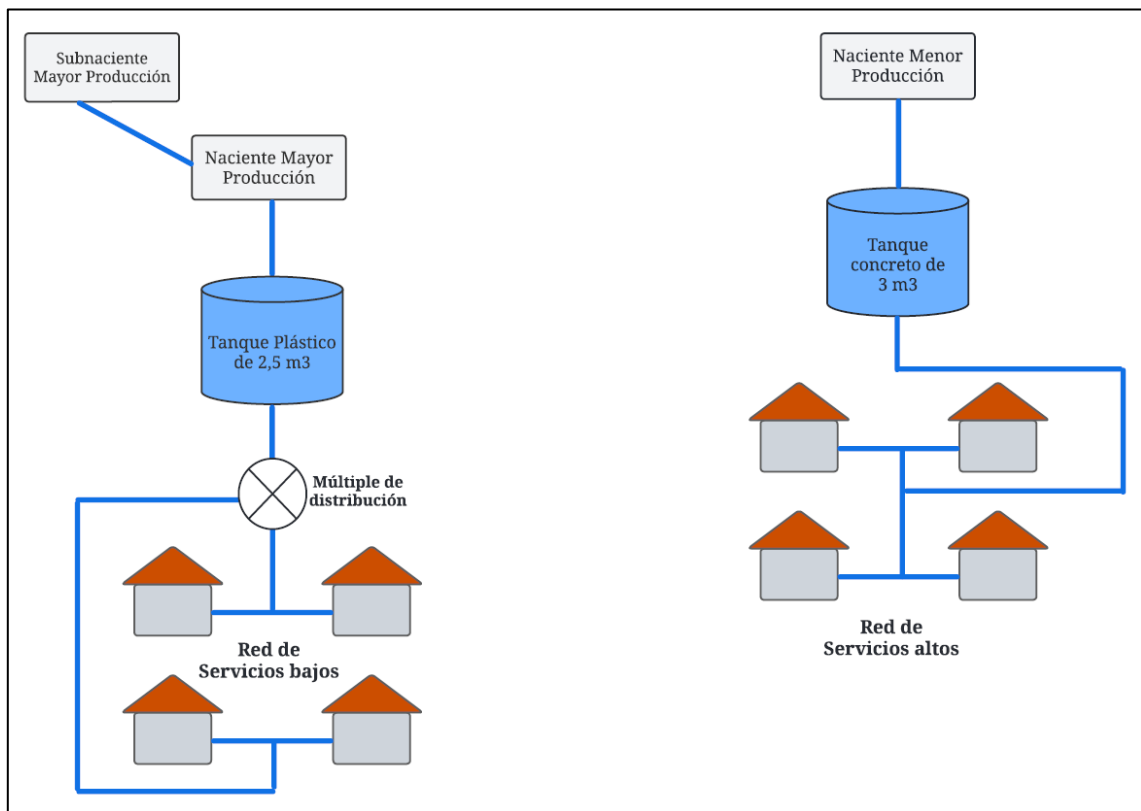 Subnaciente
Mayor Producción
Naciente Mayor
Producción
Tanque Plástico
de 2,5 m3
Múltiple de
distribución
Red de
Servicios bajos
Naciente Menor
Producción
Tanque
concreto de
3 m3
Red de
Servicios altos